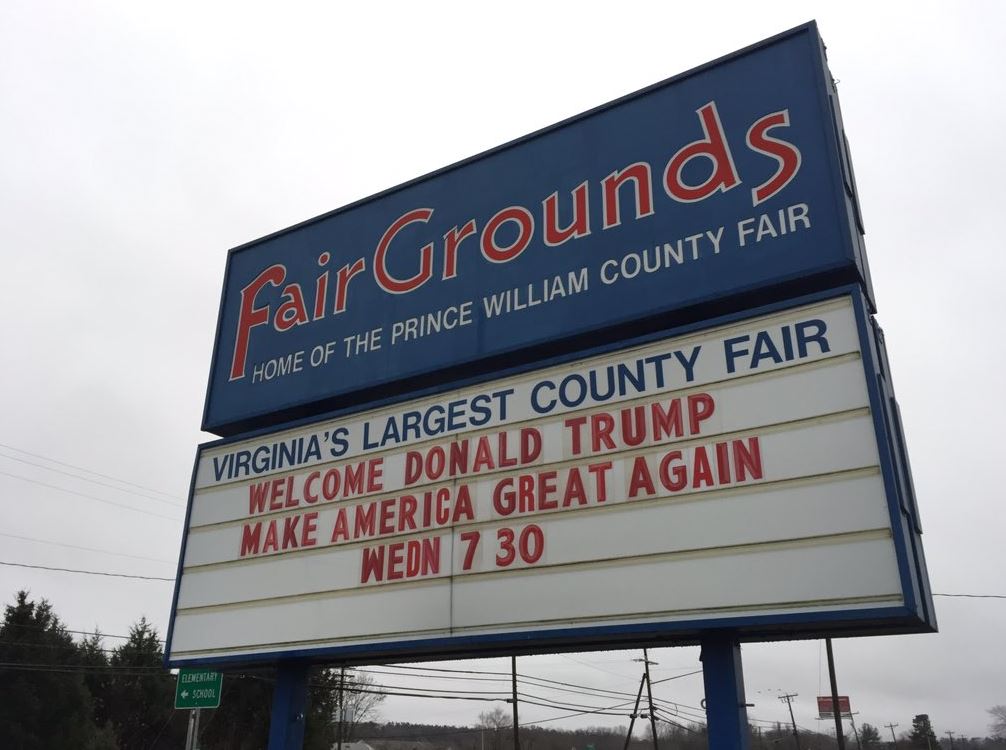 FairGrounds
HOME OF THE PRINCE WILLIAM COUNTY FAIR
VIRGINIA'S LARGEST COUNTY FAIR
WELCOME DONALD TRUMP
MAKE AMERICA GREAT AGAIN
WEDN 7 30
ELEMENTARY
← SCHOOL